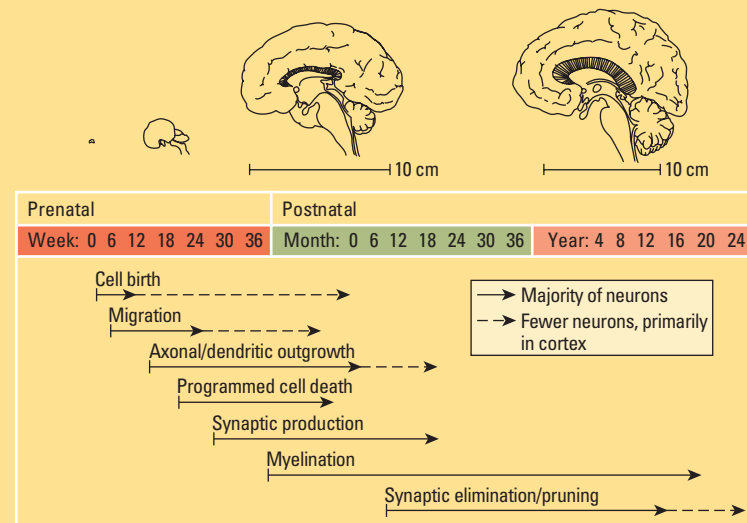 10 cm
10 cm
Prenatal
Postnatal
Week: 0 6 12 18 24 30 36
Month: 0 6 12 18 24 30 36
Year: 4 8 12 16 20 24
Cell birth
Majority of neurons
Fewer neurons, primarily
in cortex
Migration
Axonal/dendritic outgrowth
Programmed cell death
Synaptic production
Myelination
Synaptic elimination/pruning